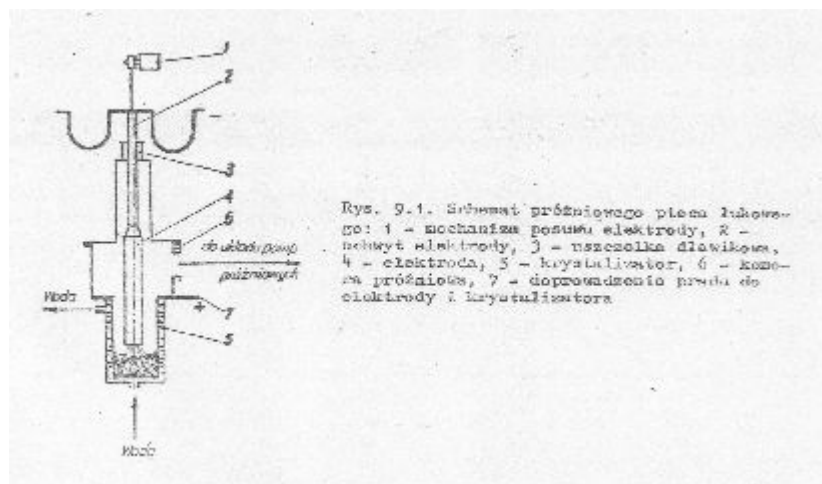 1
2
3
4
6
do układu pomp
próżniowych
Woda
7
+
5
Woda
Rys. 9.1. Schemat próżniowego pieca łukowe-
go: 1 - mechanizm posuwu elektrody, 2 -
uchwyt elektrody, 3 - uszczelka dławikowa,
4 - elektroda, 5 - krystalizator, 6 - komo-
ra próżniowa, 7 - doprowadzenie prądu do
elektrody i krystalizatora